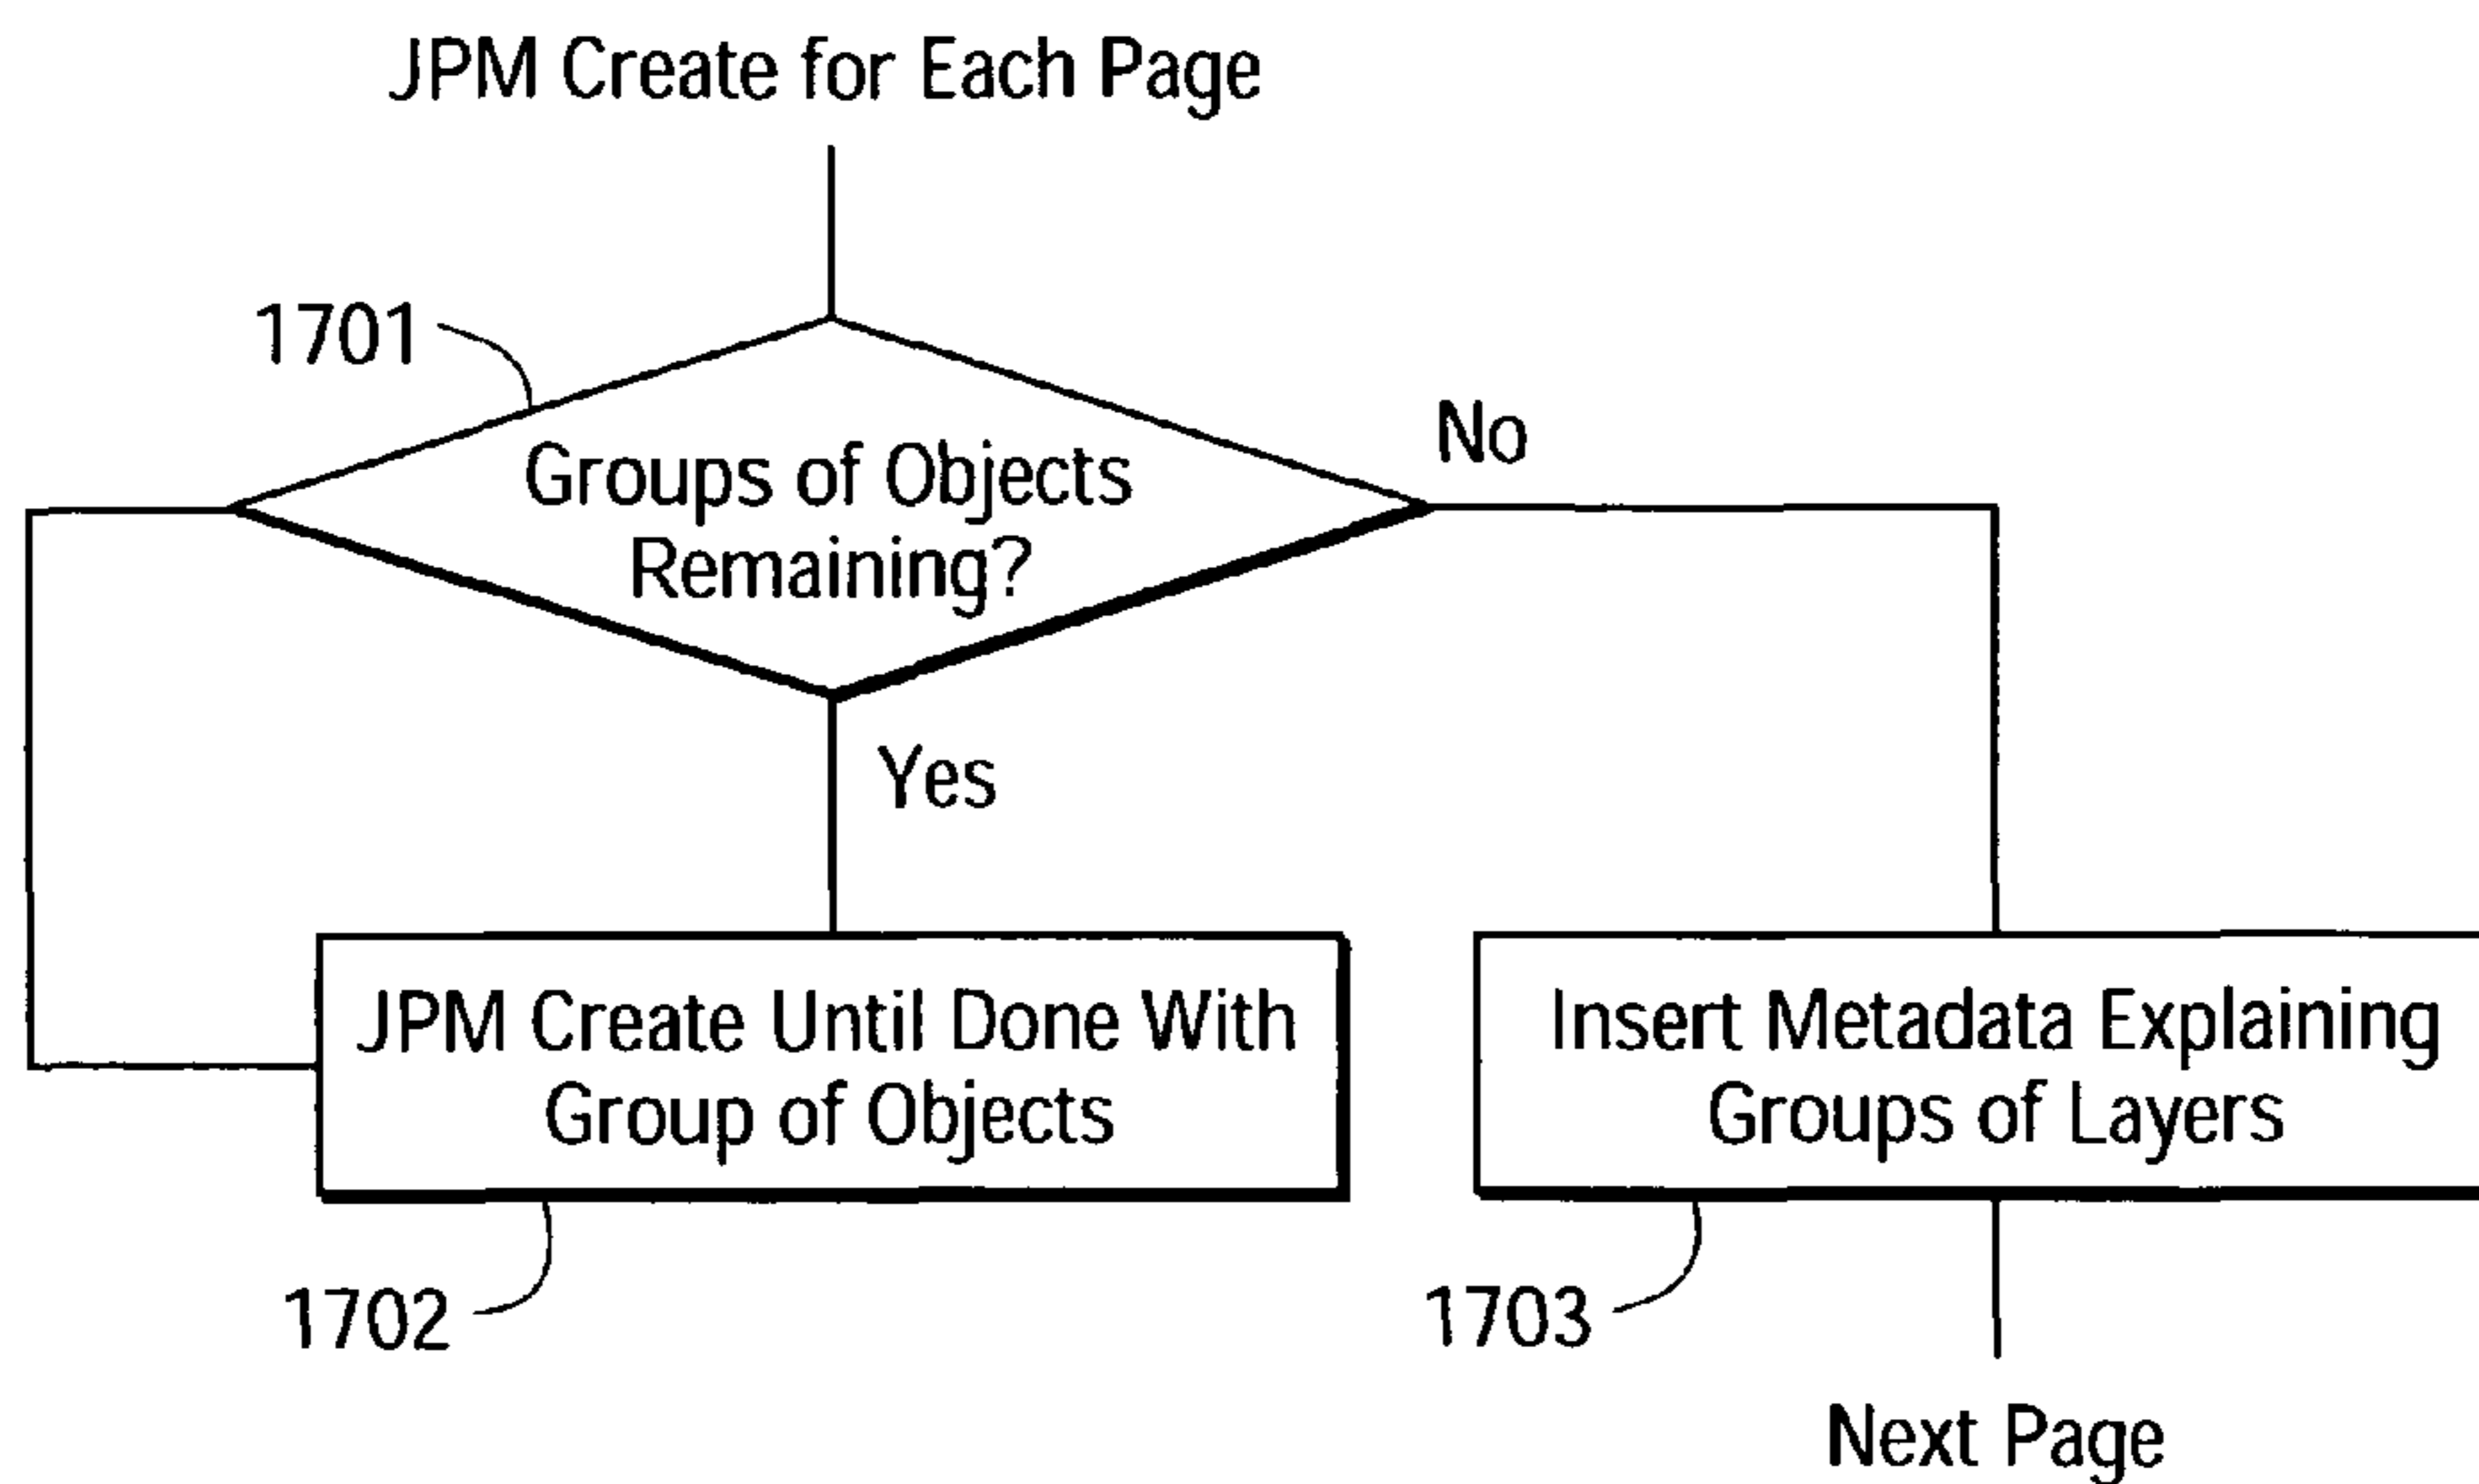 JPM Create for Each Page
1701
Groups of Objects
Remaining?
No
Yes
JPM Create Until Done With
Group of Objects
Insert Metadata Explaining
Groups of Layers
1702
1703
Next Page